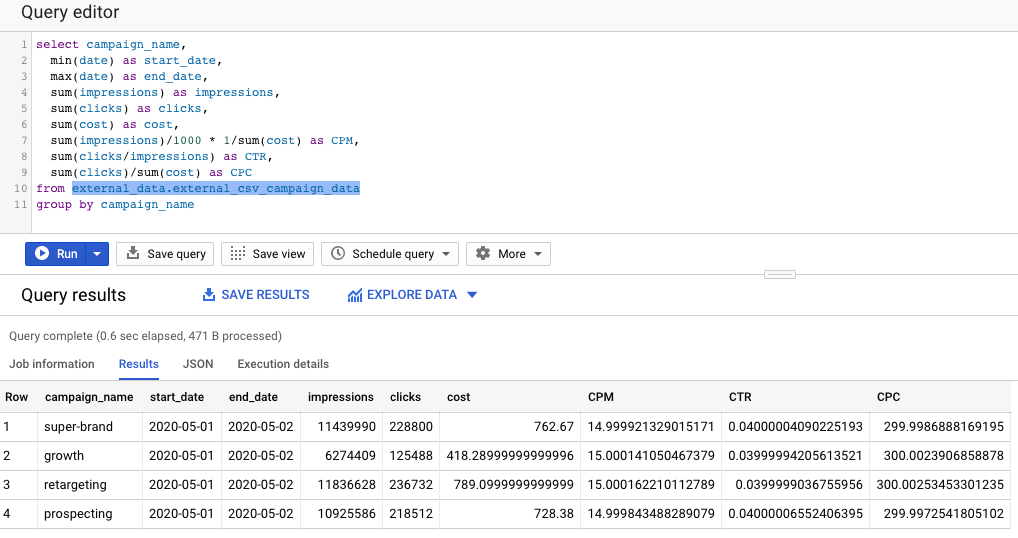 Query editor
1 select campaign_name,
2 min(date) as start_date,
3 max(date) as end_date,
4 sum(impressions) as impressions,
5 sum(clicks) as clicks,
6 sum(cost) as cost,
7 sum(impressions)/1000 * 1/sum(cost) as CPM,
8 sum(clicks/impressions) as CTR,
9 sum(clicks)/sum(cost) as CPC
10 from external_data.external_csv_campaign_data
11 group by campaign_name
Run Save query Save view Schedule query More
Query results SAVE RESULTS EXPLORE DATA
Query complete (0.6 sec elapsed, 471 B processed)
Job information Results JSON Execution details
Row campaign_name start_date end_date impressions clicks cost CPM CTR CPC
1 super-brand 2020-05-01 2020-05-02 11439990 228800 762.67 14.999921329015171 0.04000004090225193 299.9986888169195
2 growth 2020-05-01 2020-05-02 6274409 125488 418.28999999999996 15.000141050467379 0.03999994205613521 300.0023906858878
3 retargeting 2020-05-01 2020-05-02 11836628 236732 789.0999999999999 15.000162210112789 0.0399999036755956 300.00253453301235
4 prospecting 2020-05-01 2020-05-02 10925586 218512 728.38 14.999843488289079 0.04000006552406395 299.9972541805102